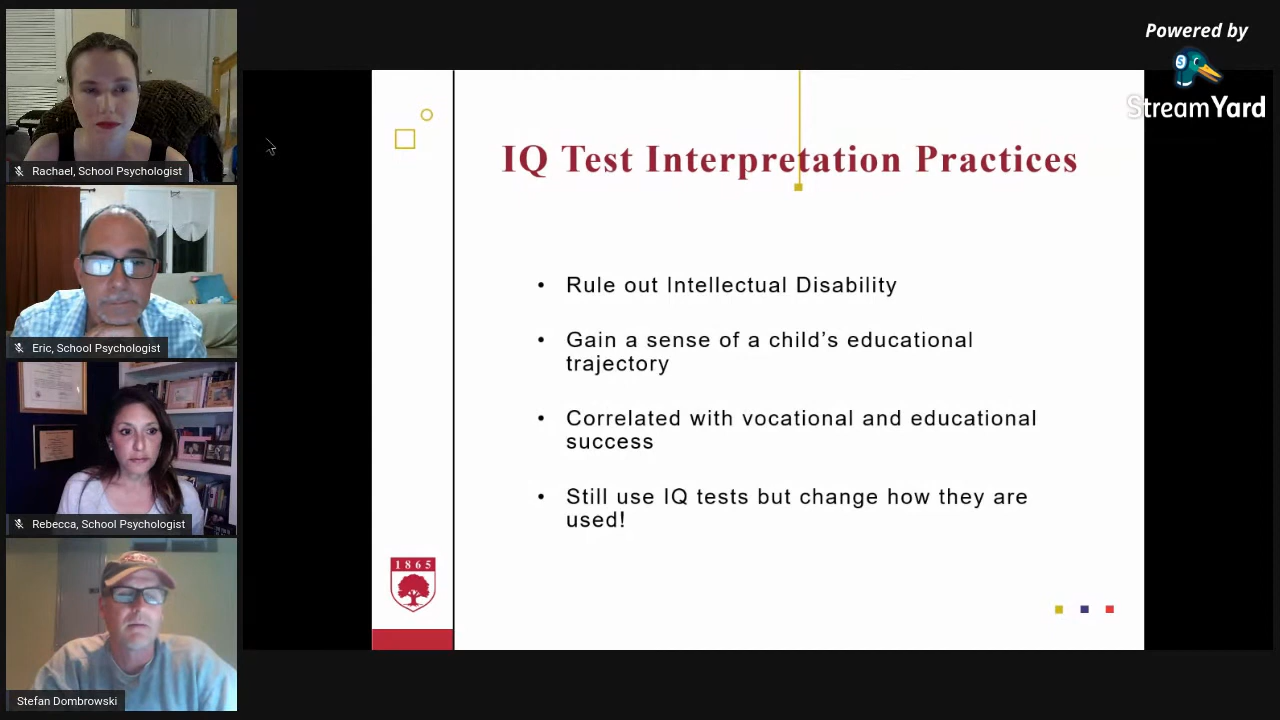 Rachael, School Psychologist
Eric, School Psychologist
Rebecca, School Psychologist
Stefan Dombrowski
IQ Test Interpretation Practices
• Rule out Intellectual Disability
• Gain a sense of a child's educational
trajectory
• Correlated with vocational and educational
success
• Still use IQ tests but change how they are
used!
1865
Powered by
S
StreamYard